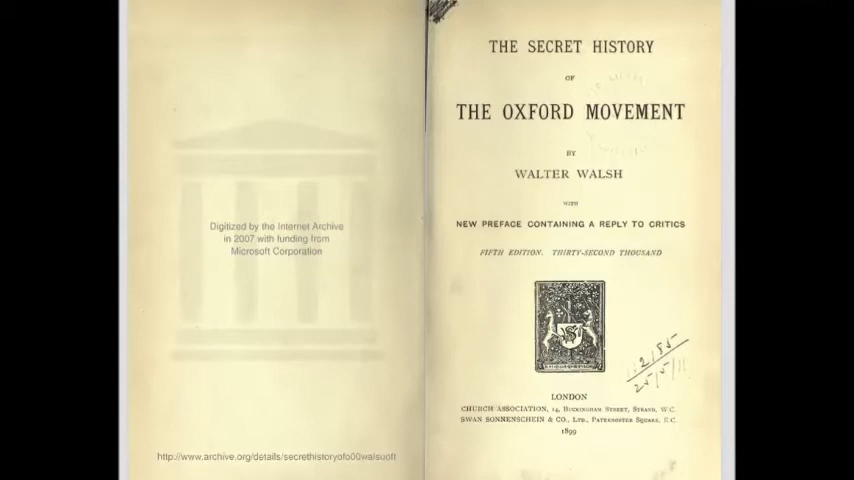 Digitized by the Internet Archive
in 2007 with funding from
Microsoft Corporation
http://www.archive.org/details/secrethistoryofo00walsuoft
THE SECRET HISTORY
OF
THE OXFORD MOVEMENT
BY
WALTER WALSH
WITH
NEW PREFACE CONTAINING A REPLY TO CRITICS
FIFTH EDITION. THIRTY-SECOND THOUSAND
LONDON
CHURCH ASSOCIATION, 14, BUCKINGHAM STREET, STRAND, W.C.
SWAN SONNENSCHEIN & CO., LTD., PATERNOSTER SQUARE, E.C.
1899